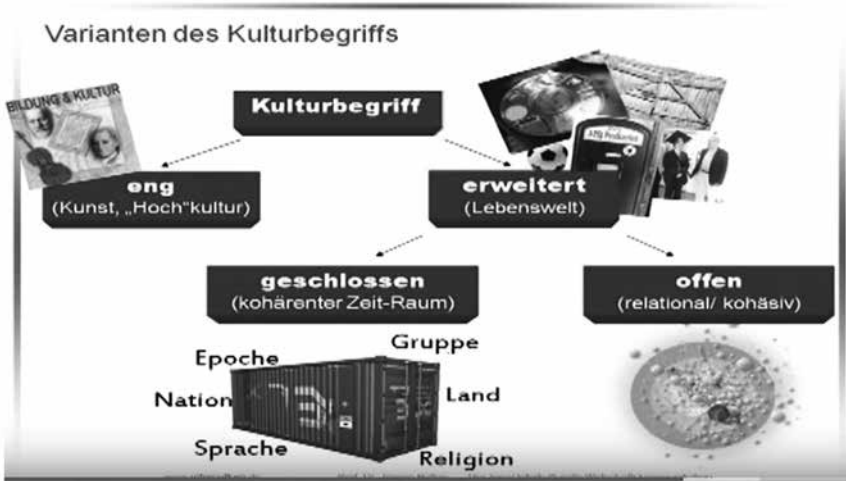 Varianten des Kulturbegriffs
BILDUNG & KULTUR
Kulturbegriff
eng
(Kunst, „Hoch"kultur)
erweitert
(Lebenswelt)
geschlossen
(kohärenter Zeit-Raum)
offen
(relational/ kohäsiv)
Gruppe
Epoche
Nation
Land
Sprache
Religion